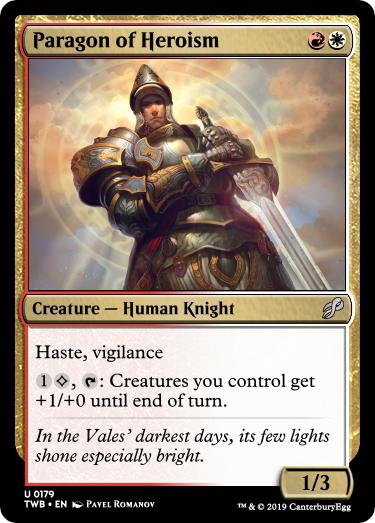 Paragon of Heroism
Creature — Human Knight
Haste, vigilance
1, : Creatures you control get
+1/+0 until end of turn.
In the Vales’ darkest days, its few lights
shone especially bright.
1/3
U 0179
TWB • EN PAVEL ROMANOV
™ & © 2019 CanterburyEgg